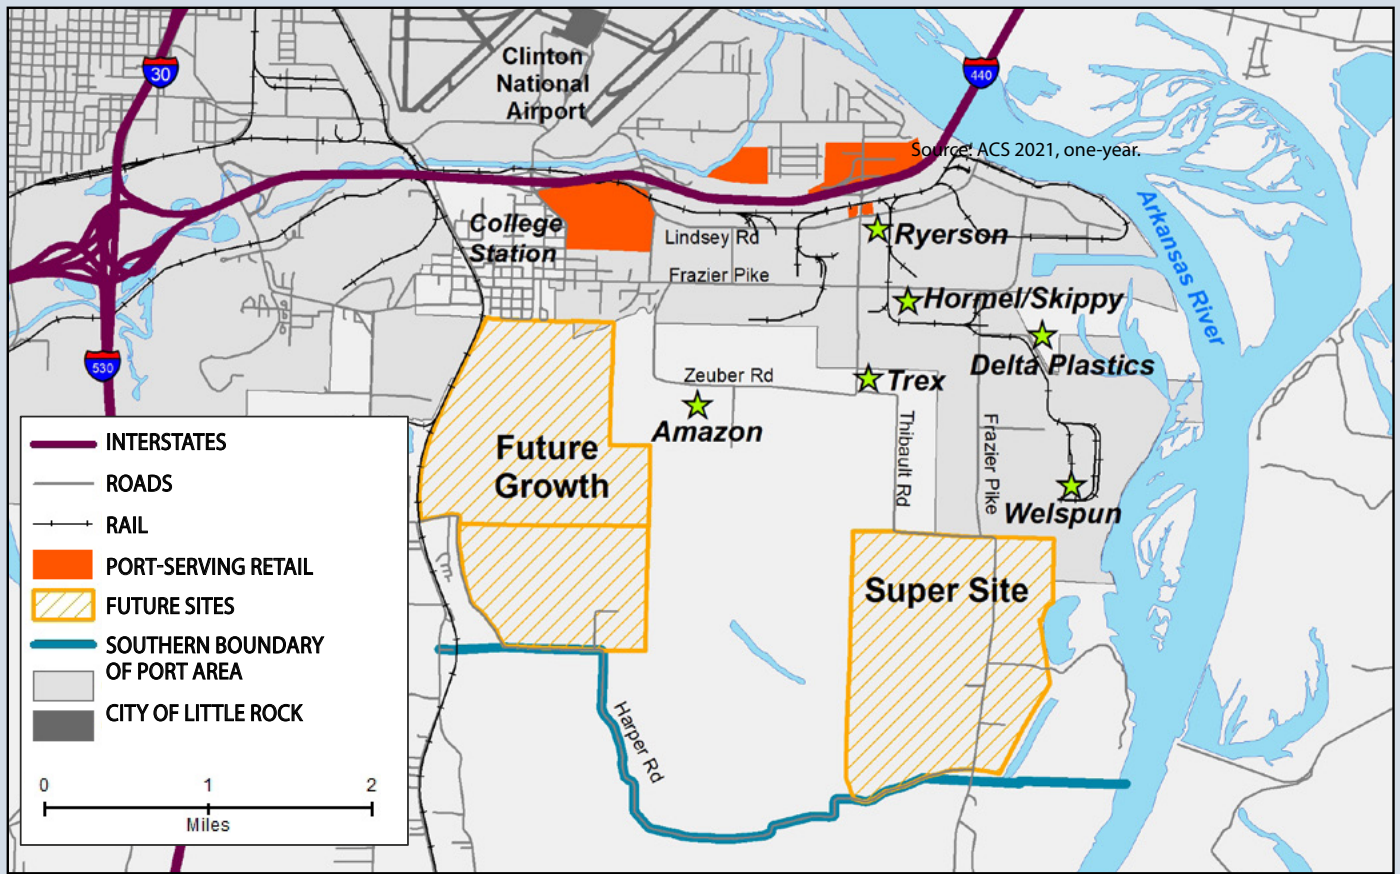 Clinton
National
Airport
30
440
Source: ACS 2021, one-year.
Arkansas River
College
Station
Lindsey Rd
Ryerson
Frazier Pike
Hormel/Skippy
Delta Plastics
530
Zeuber Rd
Trex
Amazon
Thibault Rd
Frazier Pike
Future
Growth
Welspun
Super Site
Harper Rd
INTERSTATES
ROADS
RAIL
PORT-SERVING RETAIL
FUTURE SITES
SOUTHERN BOUNDARY
OF PORT AREA
CITY OF LITTLE ROCK
0 1 2
Miles